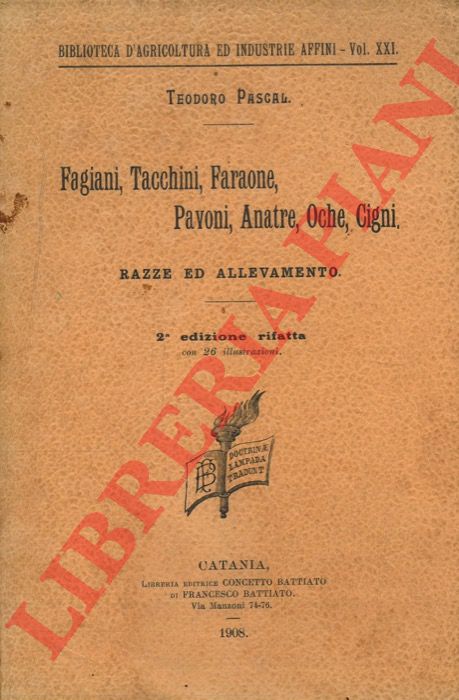 BIBLIOTECA D'AGRICOLTURA ED INDUSTRIE AFFINI - Vol. XXI.
TEODORO PASCAL.
Fagiani, Tacchini, Faraone,
Pavoni, Anatre, Oche, Cigni.
RAZZE ED ALLEVAMENTO.
2ª edizione rifatta
con 26 illustrazioni.
DOCTRINÆ
LAMPADA
TRADUNT
CATANIA,
LIBRERIA EDITRICE CONCETTO BATTIATO
DI FRANCESCO BATTIATO.
Via Manzoni 74-76.
1908.
LIBRERIA PIANI